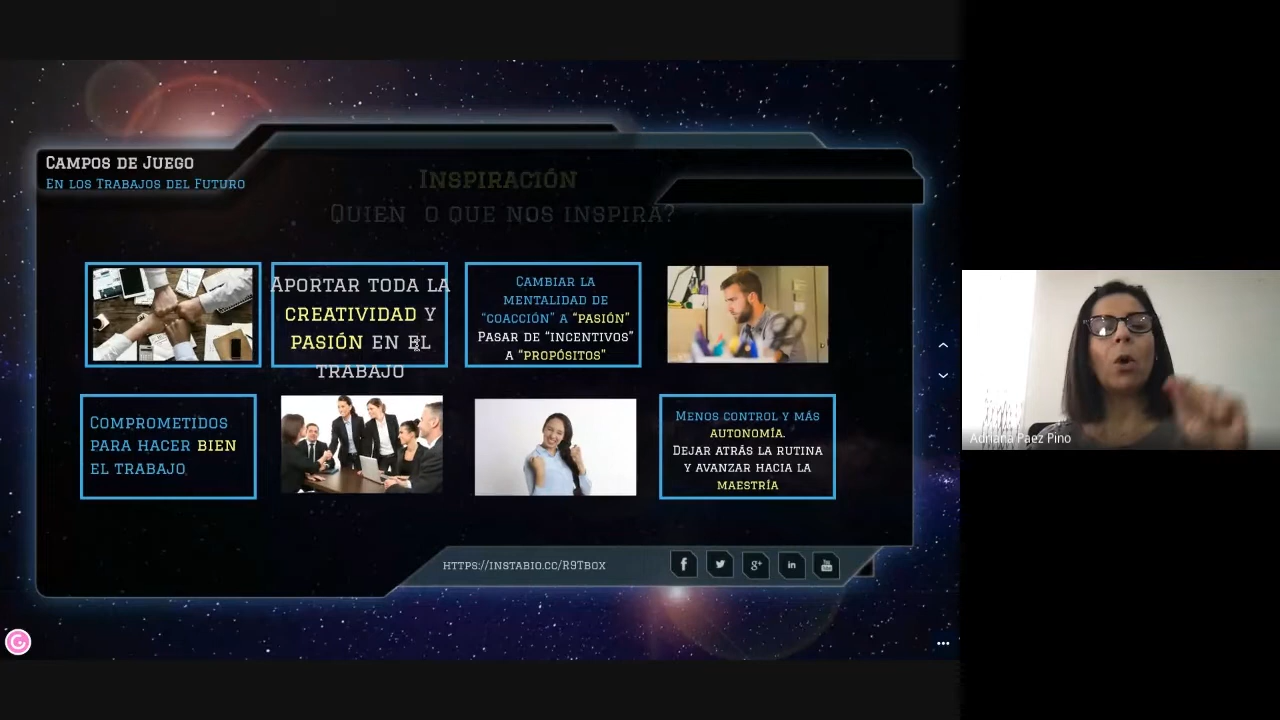 Campos de Juego
En los Trabajos del Futuro
Inspiración
Quien o que nos inspira?
Aportar toda la
creatividad y
pasión en el
trabajo
Cambiar la
mentalidad de
"coacción" a "pasión"
Pasar de "incentivos"
a "propósitos"
Comprometidos
para hacer bien
el trabajo
Menos control y más
autonomía.
Dejar atrás la rutina
y avanzar hacia la
maestría
https://instabio.cc/R9Tbox
Adriana Paez Pino